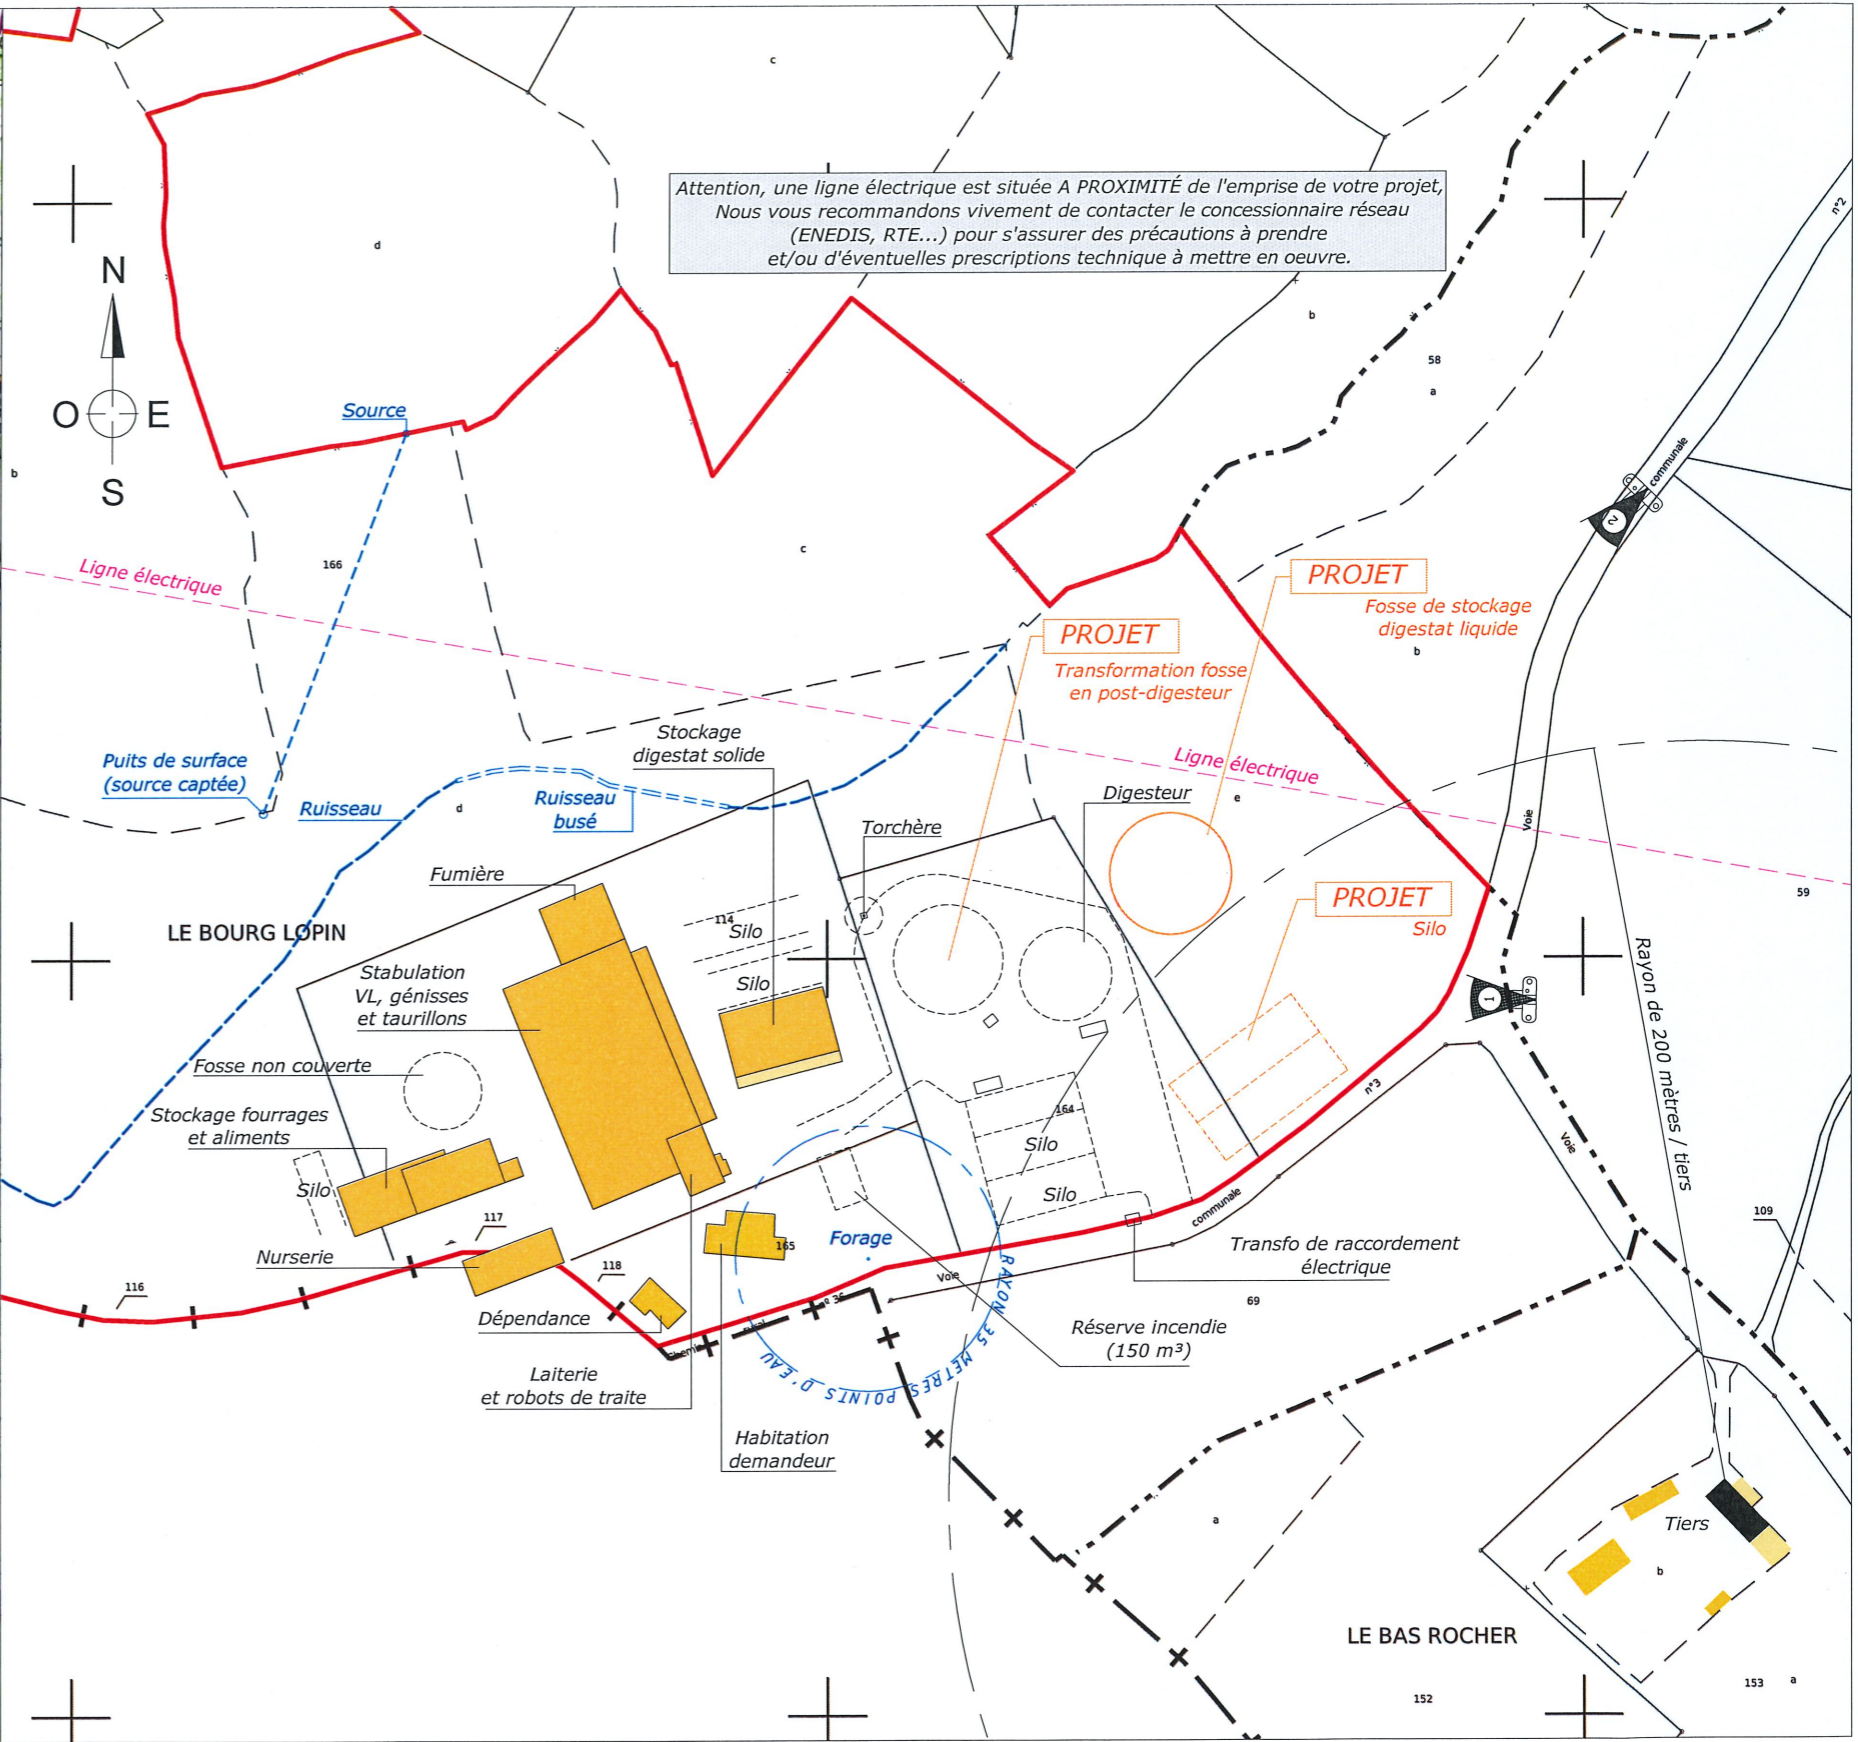 c
Attention, une ligne électrique est située A PROXIMITÉ de l'emprise de votre projet,
Nous vous recommandons vivement de contacter le concessionnaire réseau
(ENEDIS, RTE...) pour s'assurer des précautions à prendre
et/ou d'éventuelles prescriptions technique à mettre en oeuvre.
n°2
d
N
O
E
S
b
58
a
Source
b
communale
2
c
166
Ligne électrique
PROJET
Fosse de stockage
digestat liquide
b
PROJET
Transformation fosse
en post-digesteur
Stockage
digestat solide
Puits de surface
(source captée)
Ruisseau
d
Ruisseau
busé
Ligne électrique
Digesteur
e
Voie
Torchère
Fumière
PROJET
Silo
59
LE BOURG LOPIN
114
Silo
Stabulation
VL, génisses
et taurillons
Silo
1
Rayon de 200 mètres / tiers
Fosse non couverte
Stockage fourrages
et aliments
n°3
164
Silo
Voie
Silo
Silo
communale
117
165
Forage
109
Nurserie
118
Transfo de raccordement
électrique
116
Voie
69
RAYON 35 METRES POINTS D'EAU
Dépendance
Chemin
rural
Réserve incendie
(150 m³)
Laiterie
et robots de traite
Habitation
demandeur
a
Tiers
b
LE BAS ROCHER
152
153
a